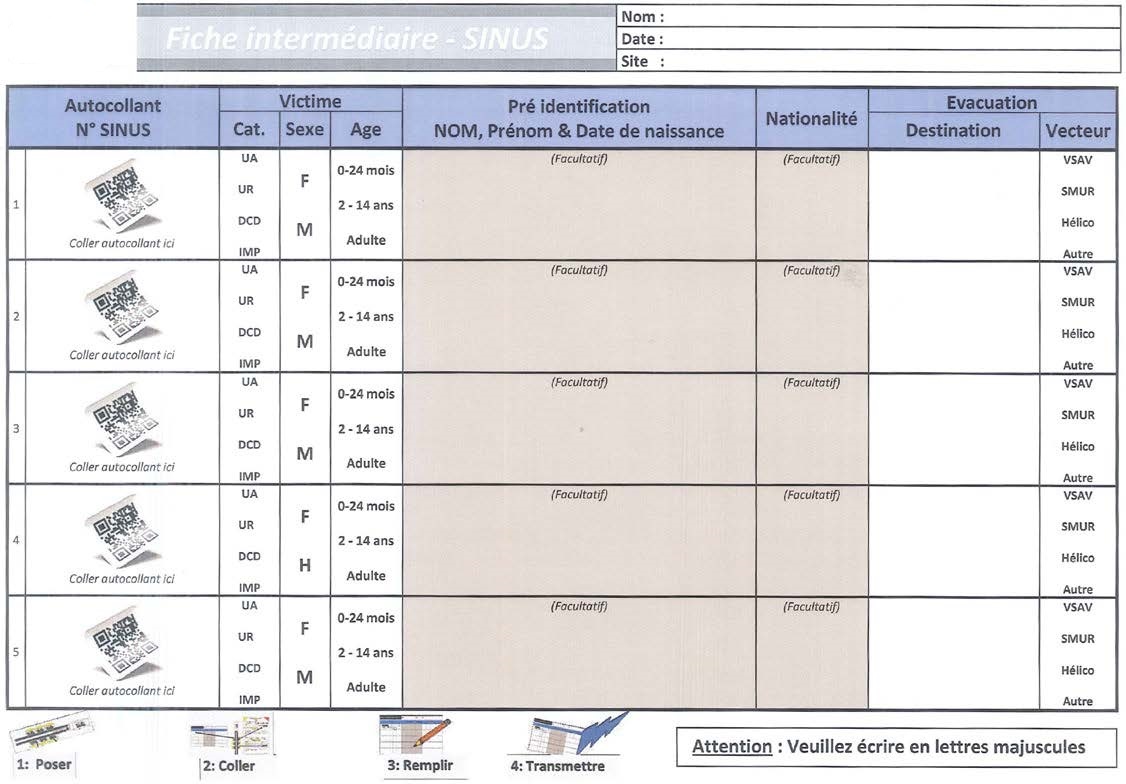 Fiche intermédiaire - SINUS
Nom :
Date :
Site :
Autocollant
N° SINUS
Victime
Cat.
Sexe
Age
Pré identification
NOM, Prénom & Date de naissance
Nationalité
Evacuation
Destination
Vecteur
1
Coller autocollant ici
UA
UR
DCD
IMP
F
M
0-24 mois
2 - 14 ans
Adulte
(Facultatif)
(Facultatif)
VSAV
SMUR
Hélico
Autre
2
Coller autocollant ici
UA
UR
DCD
IMP
F
M
0-24 mois
2 - 14 ans
Adulte
(Facultatif)
(Facultatif)
VSAV
SMUR
Hélico
Autre
3
Coller autocollant ici
UA
UR
DCD
IMP
F
M
0-24 mois
2 - 14 ans
Adulte
(Facultatif)
(Facultatif)
VSAV
SMUR
Hélico
Autre
4
Coller autocollant ici
UA
UR
DCD
IMP
F
H
0-24 mois
2 - 14 ans
Adulte
(Facultatif)
(Facultatif)
VSAV
SMUR
Hélico
Autre
5
Coller autocollant ici
UA
UR
DCD
IMP
F
M
0-24 mois
2 - 14 ans
Adulte
(Facultatif)
(Facultatif)
VSAV
SMUR
Hélico
Autre
1: Poser
2: Coller
3: Remplir
4: Transmettre
Attention : Veuillez écrire en lettres majuscules